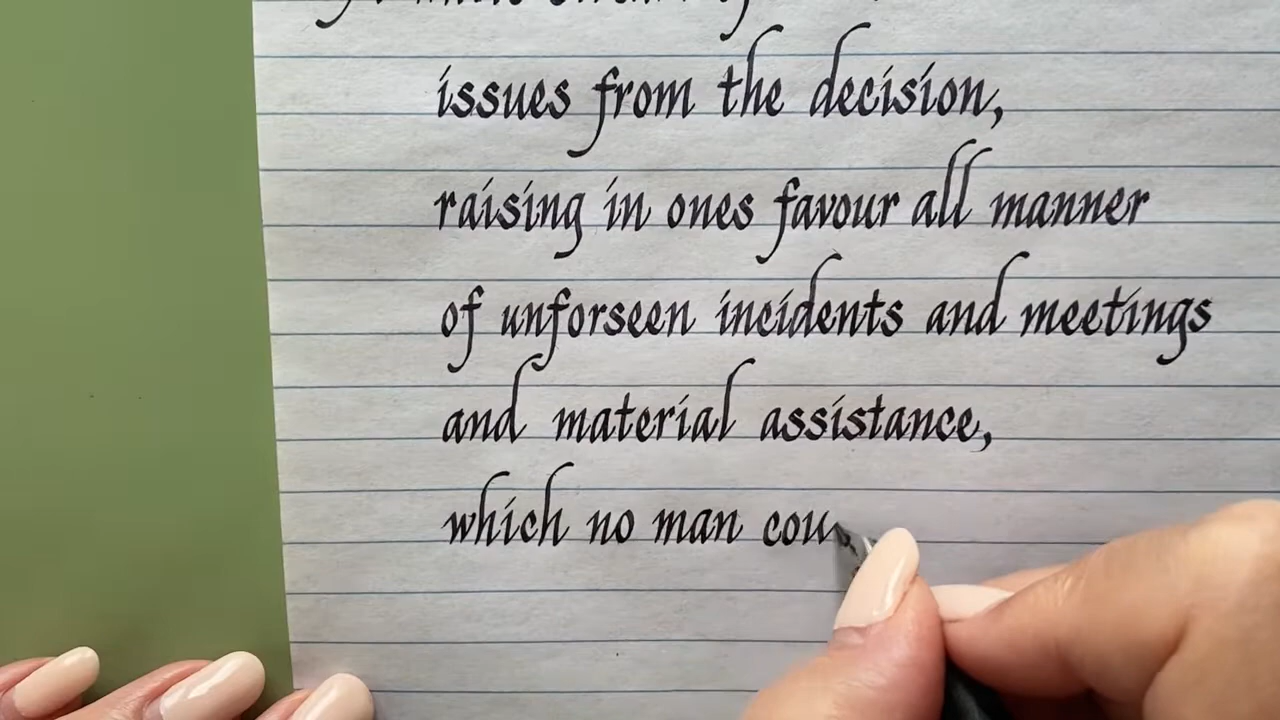 issues from the decision,
raising in ones favour all manner
of unforseen incidents and meetings
and material assistance,
which no man cou